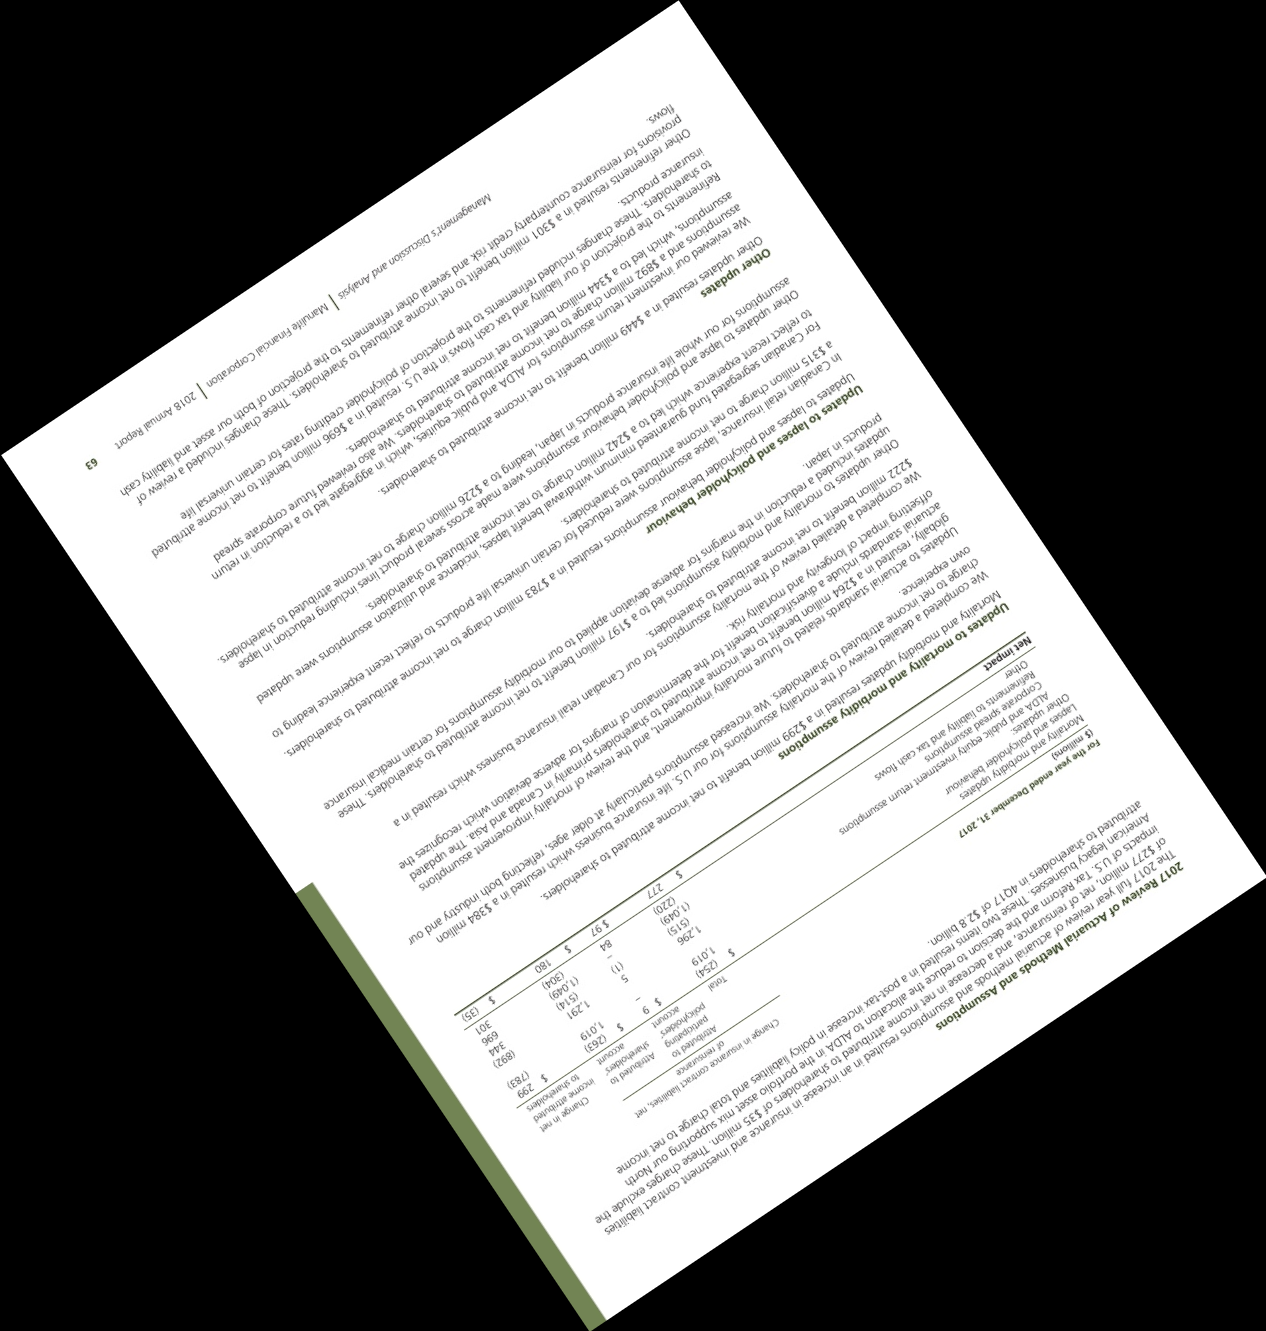 2017 Review of Actuarial Methods and Assumptions
The 2017 full year review of actuarial methods and assumptions resulted in an increase in insurance and investment contract liabilities
of $277 million, net of reinsurance, and a decrease in net income attributed to shareholders of $35 million. These charges exclude the
impacts of U.S. Tax Reform and the decision to reduce the allocation to ALDA in the portfolio asset mix supporting our North
American legacy businesses. These two items resulted in a post-tax increase in policy liabilities and total charge to net income
attributed to shareholders in 4Q17 of $2.8 billion.
Change in insurance contract liabilities, net
of reinsurance
For the year ended December 31, 2017
($ millions)
Total
Attributed to
participating
policyholders'
account
Attributed to
shareholders'
account
Change in net
income attributed
to shareholders
Mortality and morbidity updates $ (254) $ 9 $ (263) $ 299
Lapses and policyholder behaviour 1,019 – 1,019 (783)
Other updates:
ALDA and public equity investment return assumptions 1,296 5 1,291 (892)
Corporate spread assumptions (515) (1) (514) 344
Refinements to liability and tax cash flows (1,049) – (1,049) 696
Other (220) 84 (304) 301
Net impact $ 277 $ 97 $ 180 $ (35)
Updates to mortality and morbidity assumptions
Mortality and morbidity updates resulted in a $299 million benefit to net income attributed to shareholders.
We completed a detailed review of the mortality assumptions for our U.S. life insurance business which resulted in a $384 million
charge to net income attributed to shareholders. We increased assumptions particularly at older ages, reflecting both industry and our
own experience.
Updates to actuarial standards related to future mortality improvement, and the review of mortality improvement assumptions
globally, resulted in a $264 million benefit to net income attributed to shareholders primarily in Canada and Asia. The updated
actuarial standards include a diversification benefit for the determination of margins for adverse deviation which recognizes the
offsetting impact of longevity and mortality risk.
We completed a detailed review of the mortality assumptions for our Canadian retail insurance business which resulted in a
$222 million benefit to net income attributed to shareholders.
Other updates to mortality and morbidity assumptions led to a $197 million benefit to net income attributed to shareholders. These
updates included a reduction in the margins for adverse deviation applied to our morbidity assumptions for certain medical insurance
products in Japan.
Updates to lapses and policyholder behaviour
Updates to lapses and policyholder behaviour assumptions resulted in a $783 million charge to net income attributed to shareholders.
In Canadian retail insurance, lapse assumptions were reduced for certain universal life products to reflect recent experience leading to
a $315 million charge to net income attributed to shareholders.
For Canadian segregated fund guaranteed minimum withdrawal benefit lapses, incidence and utilization assumptions were updated
to reflect recent experience which led to a $242 million charge to net income attributed to shareholders.
Other updates to lapse and policyholder behaviour assumptions were made across several product lines including reduction in lapse
assumptions for our whole life insurance products in Japan, leading to a $226 million charge to net income attributed to shareholders.
Other updates
Other updates resulted in a $449 million benefit to net income attributed to shareholders.
We reviewed our investment return assumptions for ALDA and public equities, which in aggregate led to a reduction in return
assumptions and a $892 million charge to net income attributed to shareholders. We also reviewed future corporate spread
assumptions, which led to a $344 million benefit to net income attributed to shareholders.
Refinements to the projection of our liability and tax cash flows in the U.S. resulted in a $696 million benefit to net income attributed
to shareholders. These changes included refinements to the projection of policyholder crediting rates for certain universal life
insurance products.
Other refinements resulted in a $301 million benefit to net income attributed to shareholders. These changes included a review of
provisions for reinsurance counterparty credit risk and several other refinements to the projection of both our asset and liability cash
flows.
Management's Discussion and Analysis | Manulife Financial Corporation | 2018 Annual Report 63